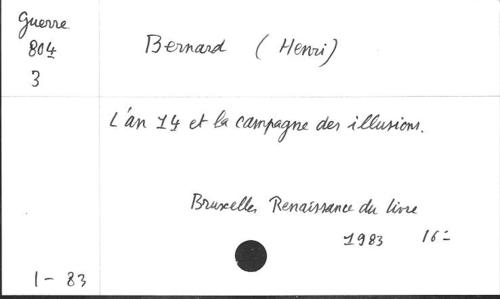 Guerre
804
3
Bernard (Henri)
L'an 14 et la campagne des illusions.
Bruxelles Renaissance du livre
1983 16=
1 - 83